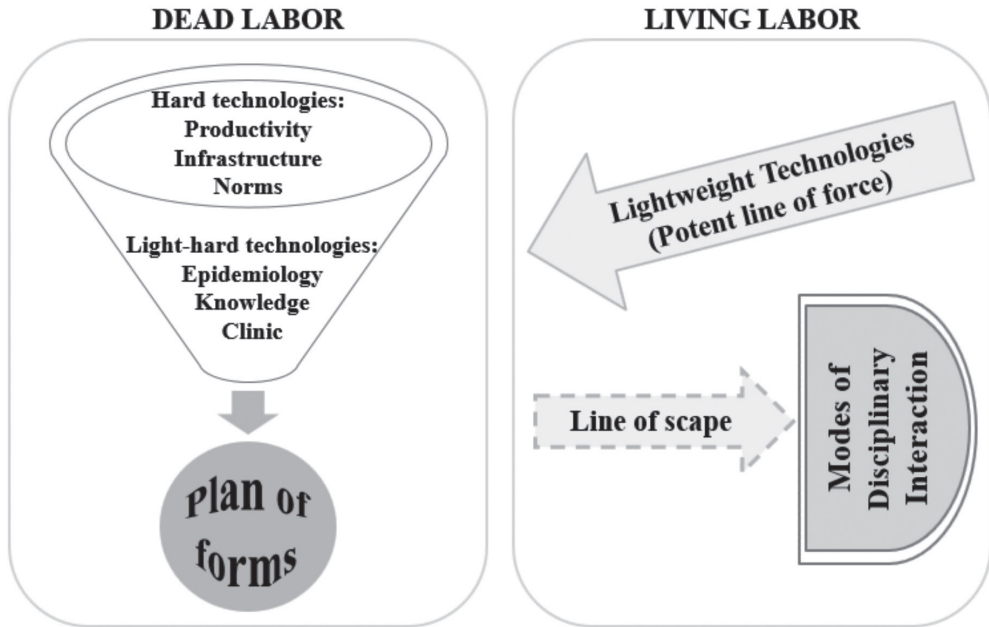 DEAD LABOR
Hard technologies:
Productivity
Infrastructure
Norms
Light-hard technologies:
Epidemiology
Knowledge
Clinic
Plan of
forms
LIVING LABOR
Lightweight Technologies
(Potent line of force)
Line of scape
Modes of
Disciplinary
Interaction